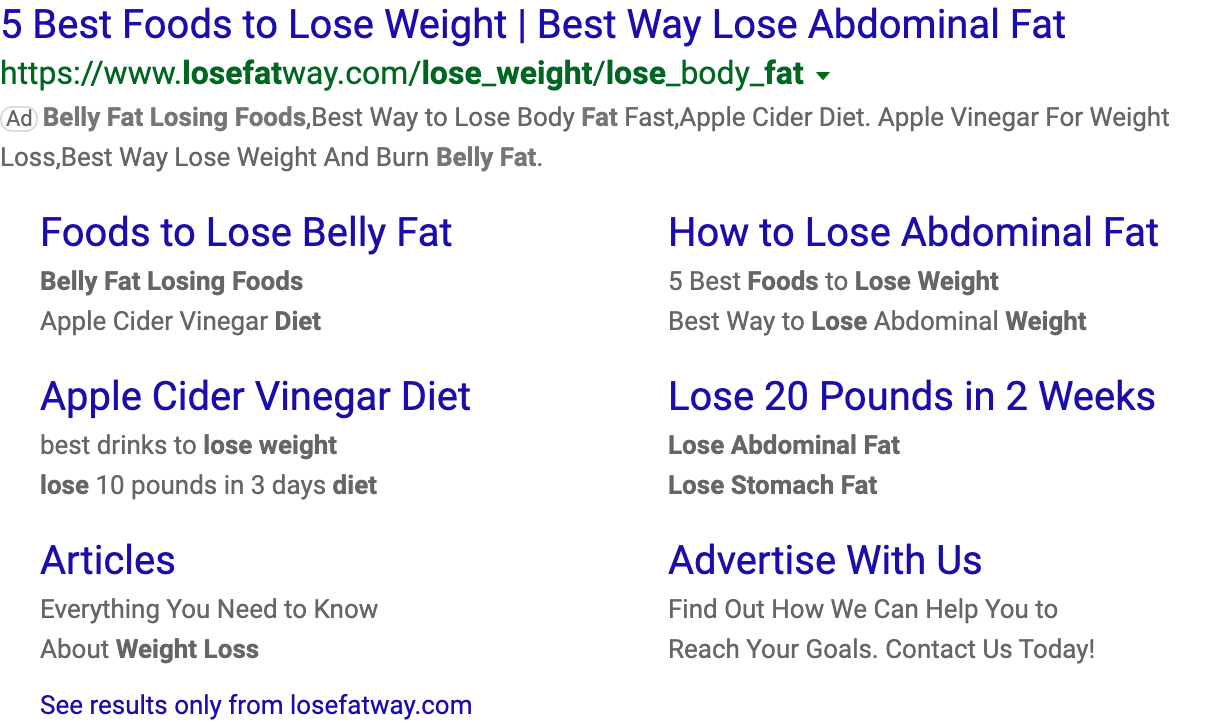 5 Best Foods to Lose Weight | Best Way Lose Abdominal Fat
https://www.losefatway.com/lose_weight/lose_body_fat
Ad Belly Fat Losing Foods,Best Way to Lose Body Fat Fast,Apple Cider Diet. Apple Vinegar For Weight
Loss,Best Way Lose Weight And Burn Belly Fat.
Foods to Lose Belly Fat
Belly Fat Losing Foods
Apple Cider Vinegar Diet
How to Lose Abdominal Fat
5 Best Foods to Lose Weight
Best Way to Lose Abdominal Weight
Apple Cider Vinegar Diet
best drinks to lose weight
lose 10 pounds in 3 days diet
Lose 20 Pounds in 2 Weeks
Lose Abdominal Fat
Lose Stomach Fat
Articles
Everything You Need to Know
About Weight Loss
Advertise With Us
Find Out How We Can Help You to
Reach Your Goals. Contact Us Today!
See results only from losefatway.com